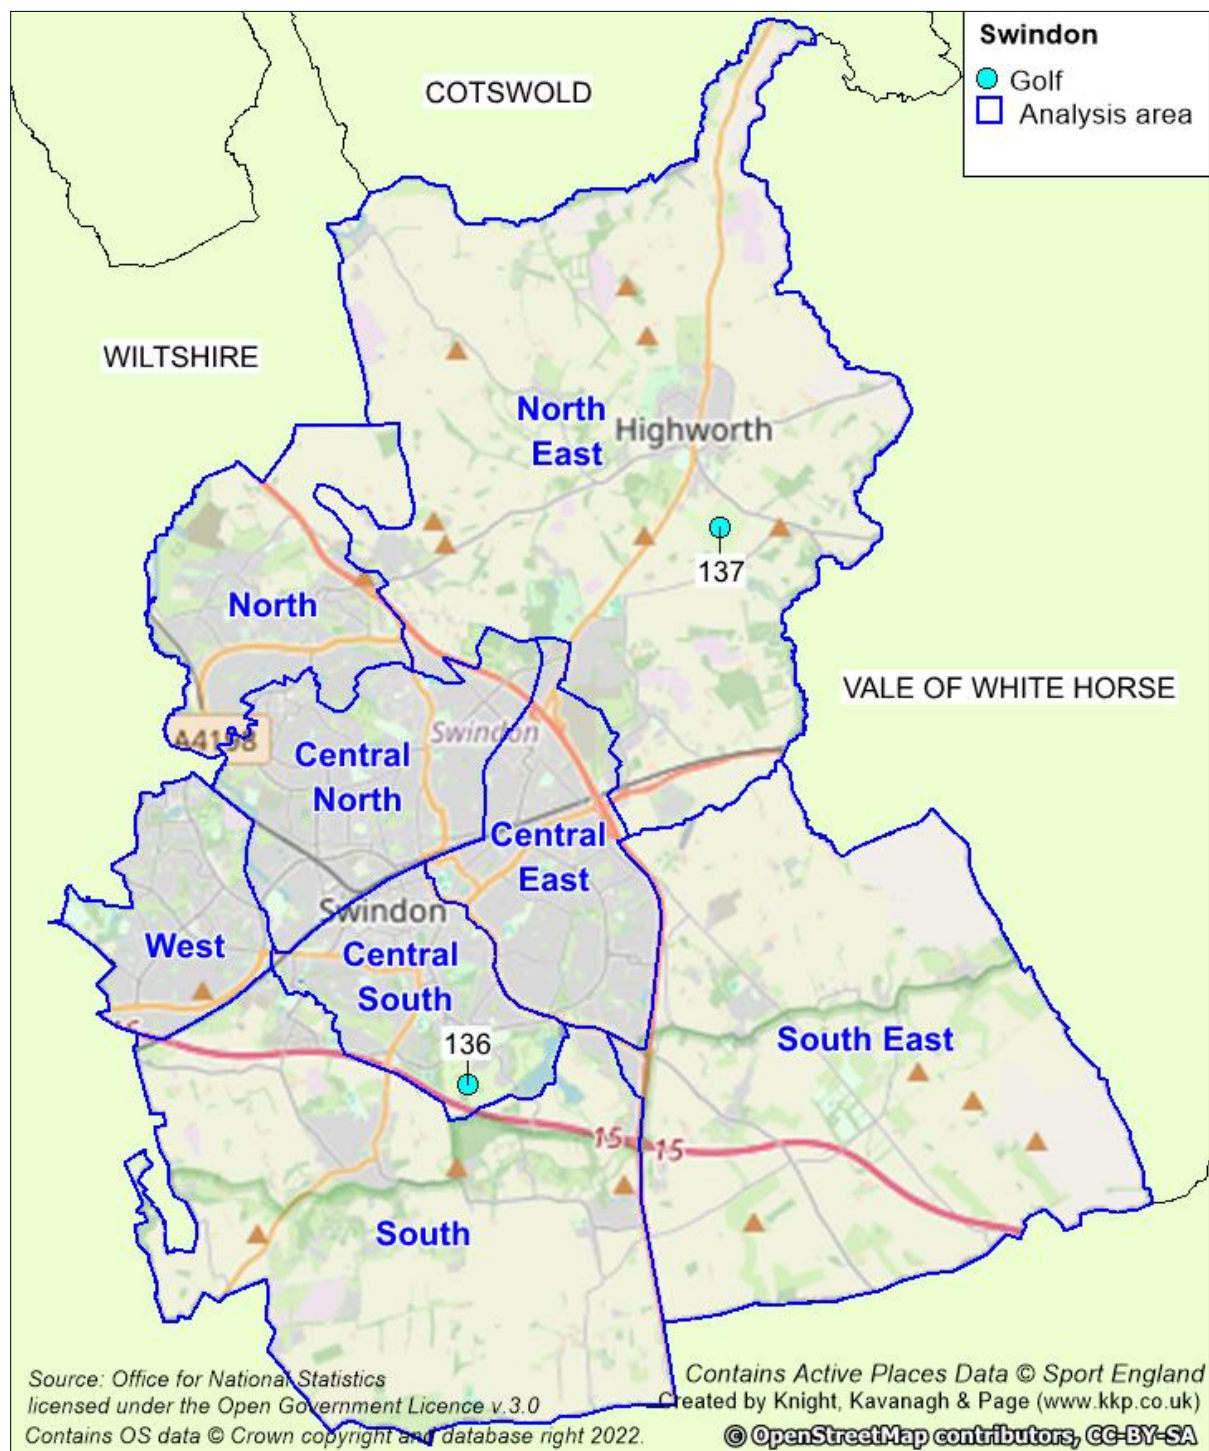 Swindon
Golf
Analysis area
COTSWOLD
WILTSHIRE
North
East
Highworth
137
North
VALE OF WHITE HORSE
A4198
Swindon
Central
North
Central
East
Swindon
West
Central
South
136
South East
15
15
South
Source: Office for National Statistics
licensed under the Open Government Licence v.3.0
Contains OS data © Crown copyright and database right 2022.
Contains Active Places Data © Sport England
Created by Knight, Kavanagh & Page (www.kkp.co.uk)
© OpenStreetMap contributors, CC-BY-SA